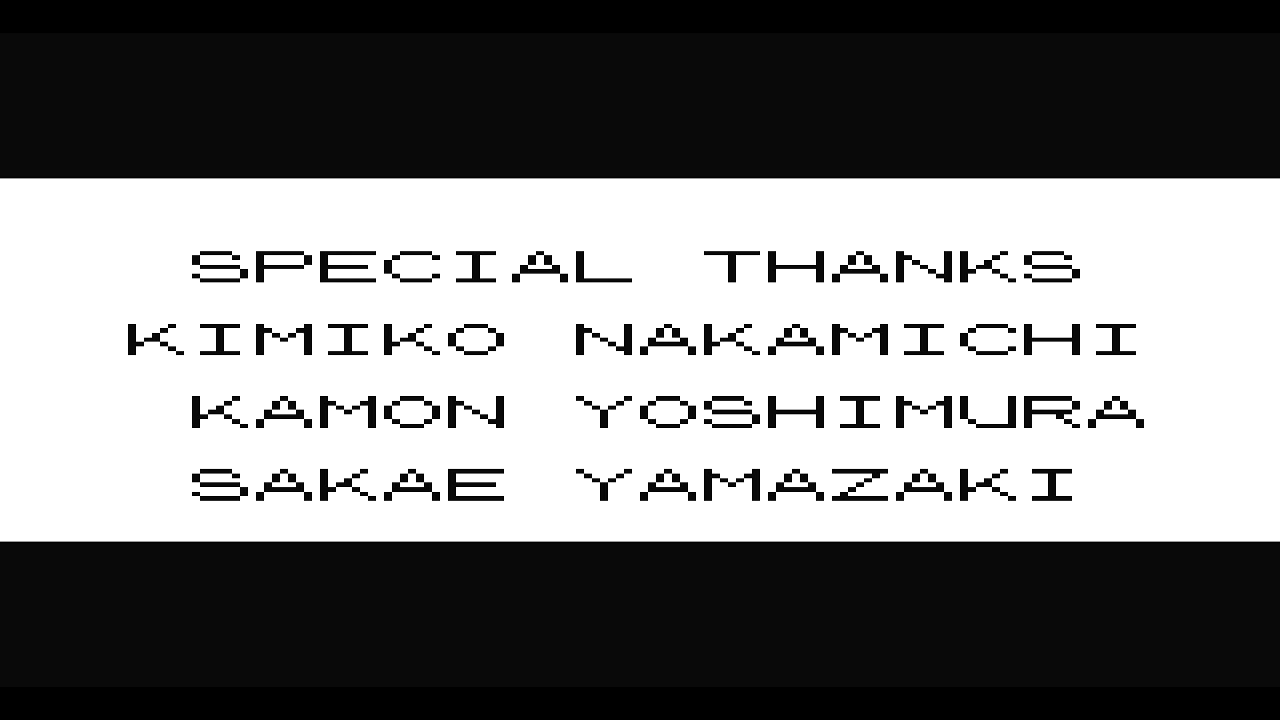 SPECIAL THANKS
KIMIKO NAKAMICHI
KAMON YOSHIMURA
SAKAE YAMAZAKI